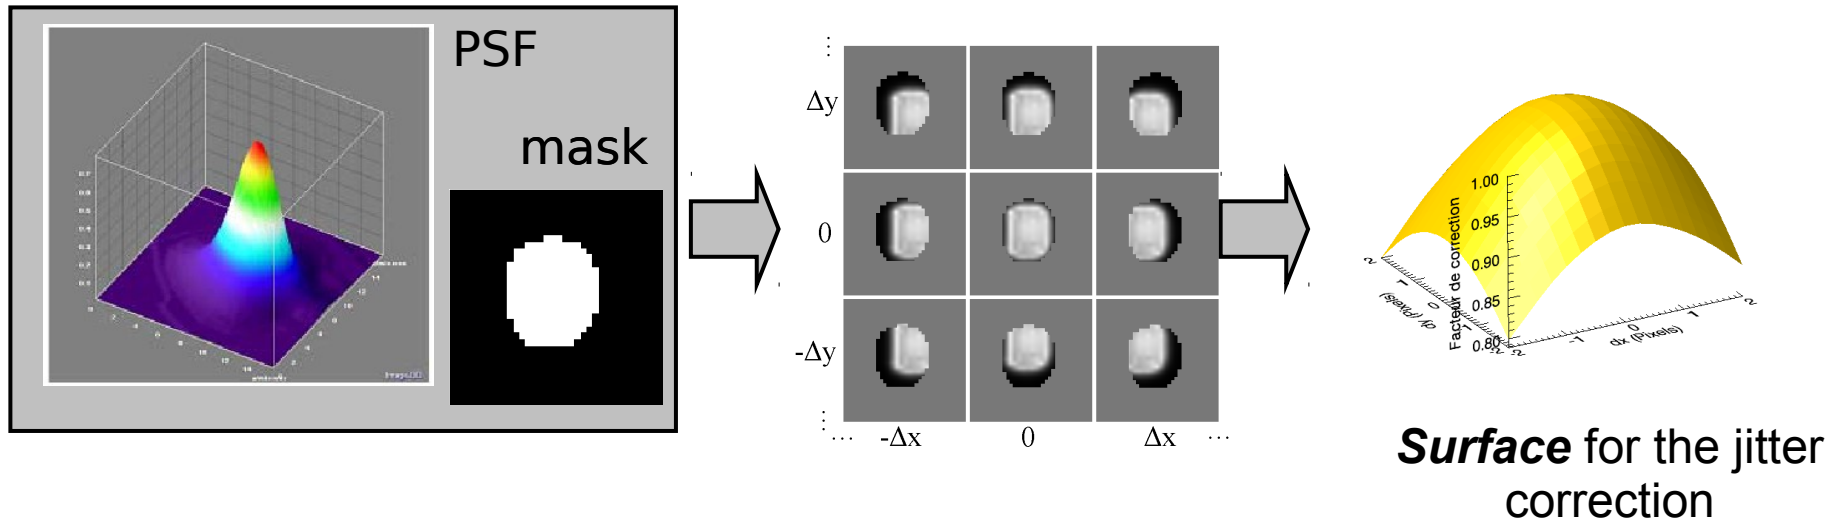 PSF
mask
Δy
0
-Δy
-Δx
0
Δx
1.00
0.95
0.90
0.85
0.80
Facteur de correction
dy (Pixels)
dx (Pixels)
-1
0
1
2
Surface for the jitter
correction